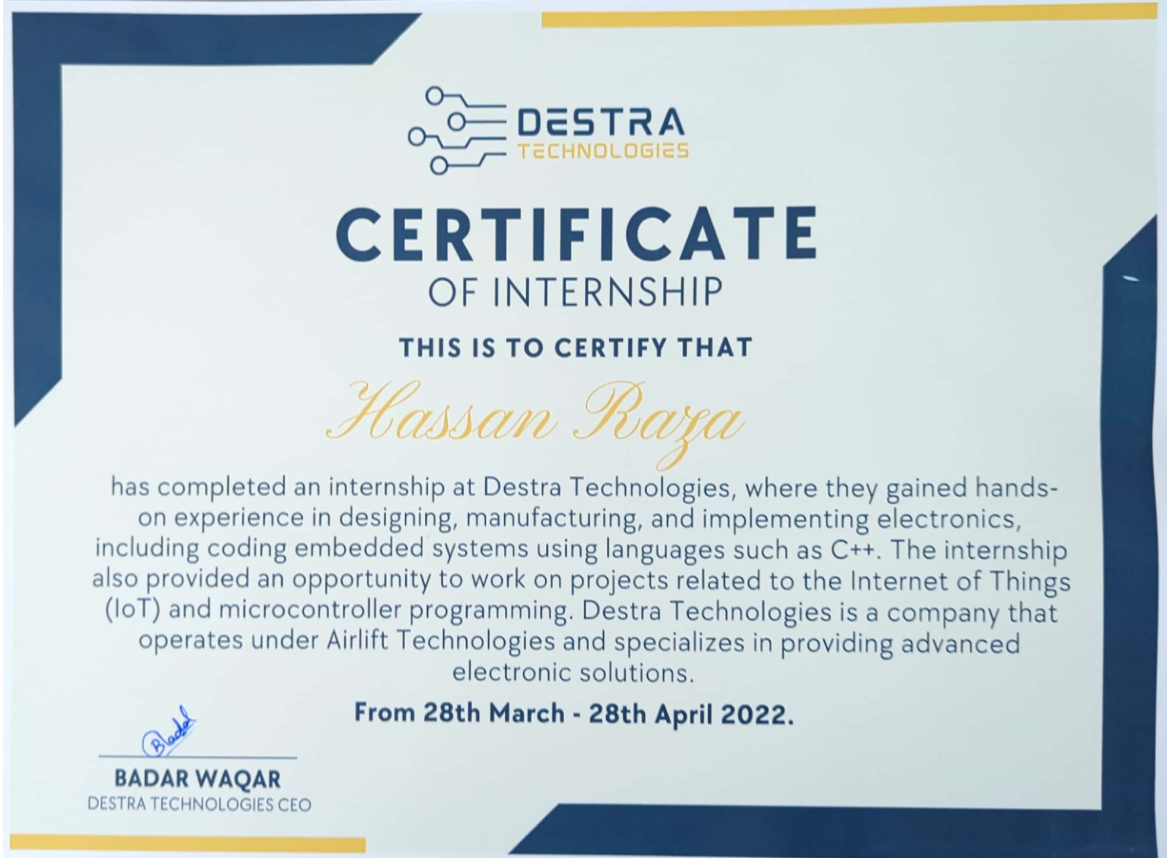 DESTRA
TECHNOLOGIES
CERTIFICATE
OF INTERNSHIP
THIS IS TO CERTIFY THAT
Hassan Raza
has completed an internship at Destra Technologies, where they gained hands-
on experience in designing, manufacturing, and implementing electronics,
including coding embedded systems using languages such as C++. The internship
also provided an opportunity to work on projects related to the Internet of Things
(IoT) and microcontroller programming. Destra Technologies is a company that
operates under Airlift Technologies and specializes in providing advanced
electronic solutions.
From 28th March - 28th April 2022.
BADAR WAQAR
DESTRA TECHNOLOGIES CEO